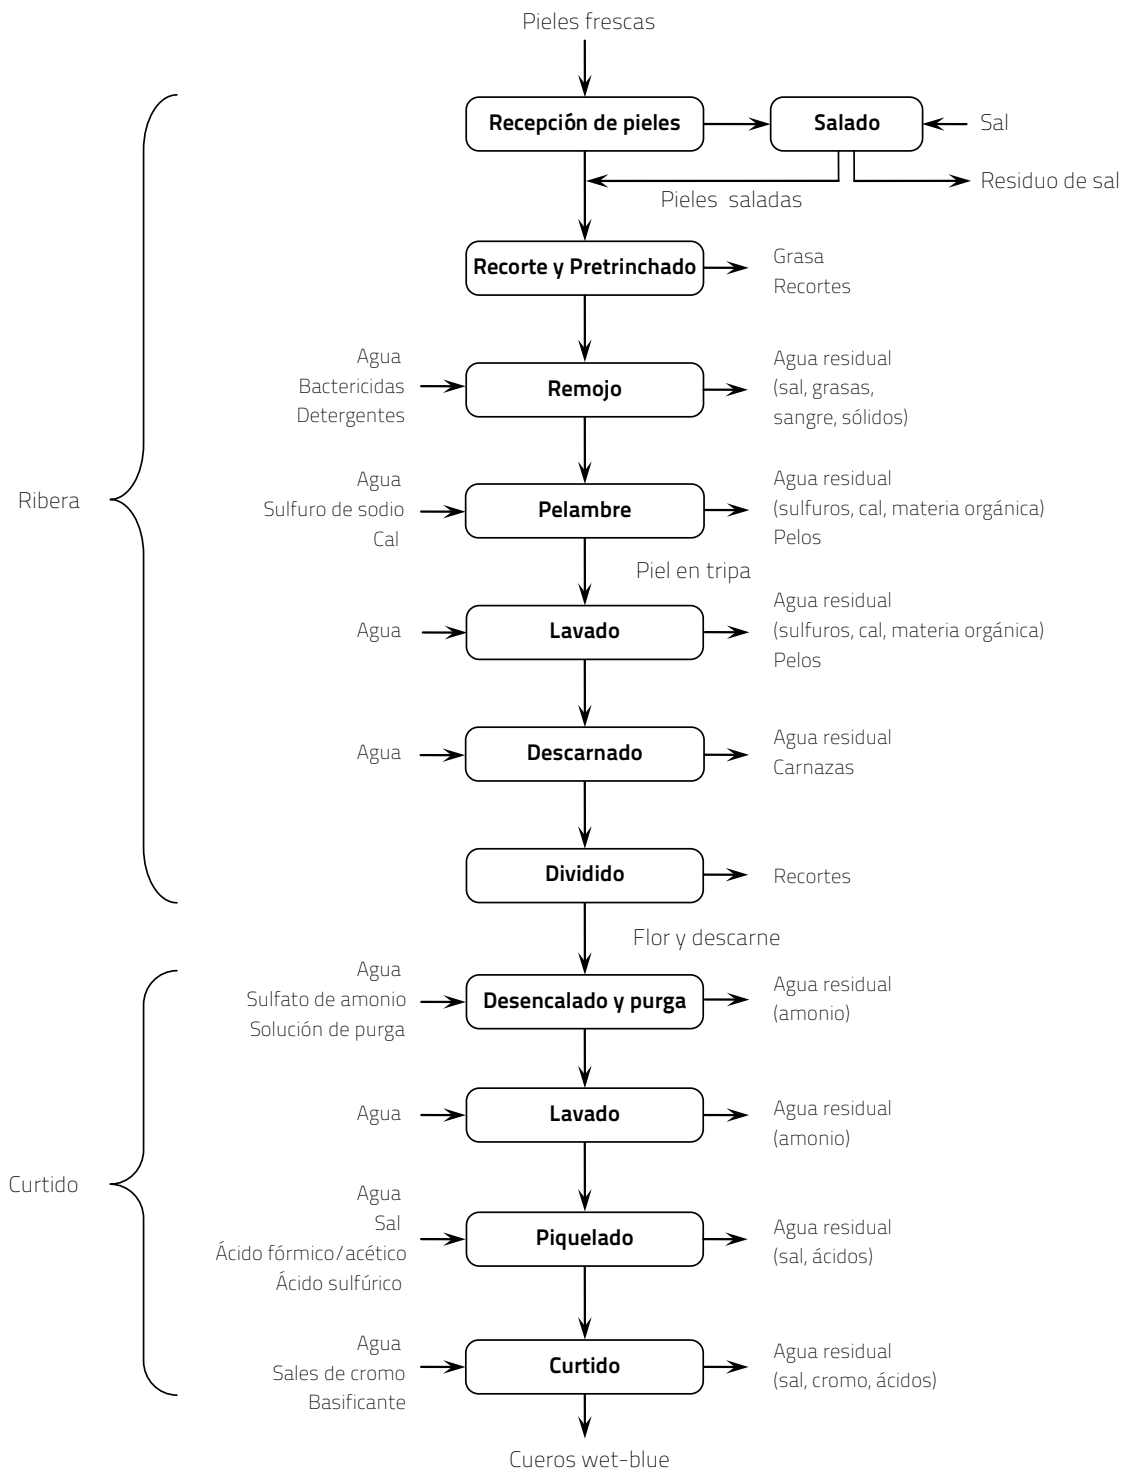 Pieles frescas
Recepción de pieles
Salado
Sal
Residuo de sal
Pieles saladas
Recorte y Pretrinchado
Grasa
Recortes
Agua
Bactericidas
Detergentes
Remojo
Agua residual
(sal, grasas,
sangre, sólidos)
Ribera
Agua
Sulfuro de sodio
Cal
Pelambre
Agua residual
(sulfuros, cal, materia orgánica)
Pelos
Piel en tripa
Agua
Lavado
Agua residual
(sulfuros, cal, materia orgánica)
Pelos
Agua
Descarnado
Agua residual
Carnazas
Dividido
Recortes
Flor y descarne
Agua
Sulfato de amonio
Solución de purga
Desencalado y purga
Agua residual
(amonio)
Agua
Lavado
Agua residual
(amonio)
Curtido
Agua
Sal
Ácido fórmico/acético
Ácido sulfúrico
Piquelado
Agua residual
(sal, ácidos)
Agua
Sales de cromo
Basificante
Curtido
Agua residual
(sal, cromo, ácidos)
Cueros wet-blue